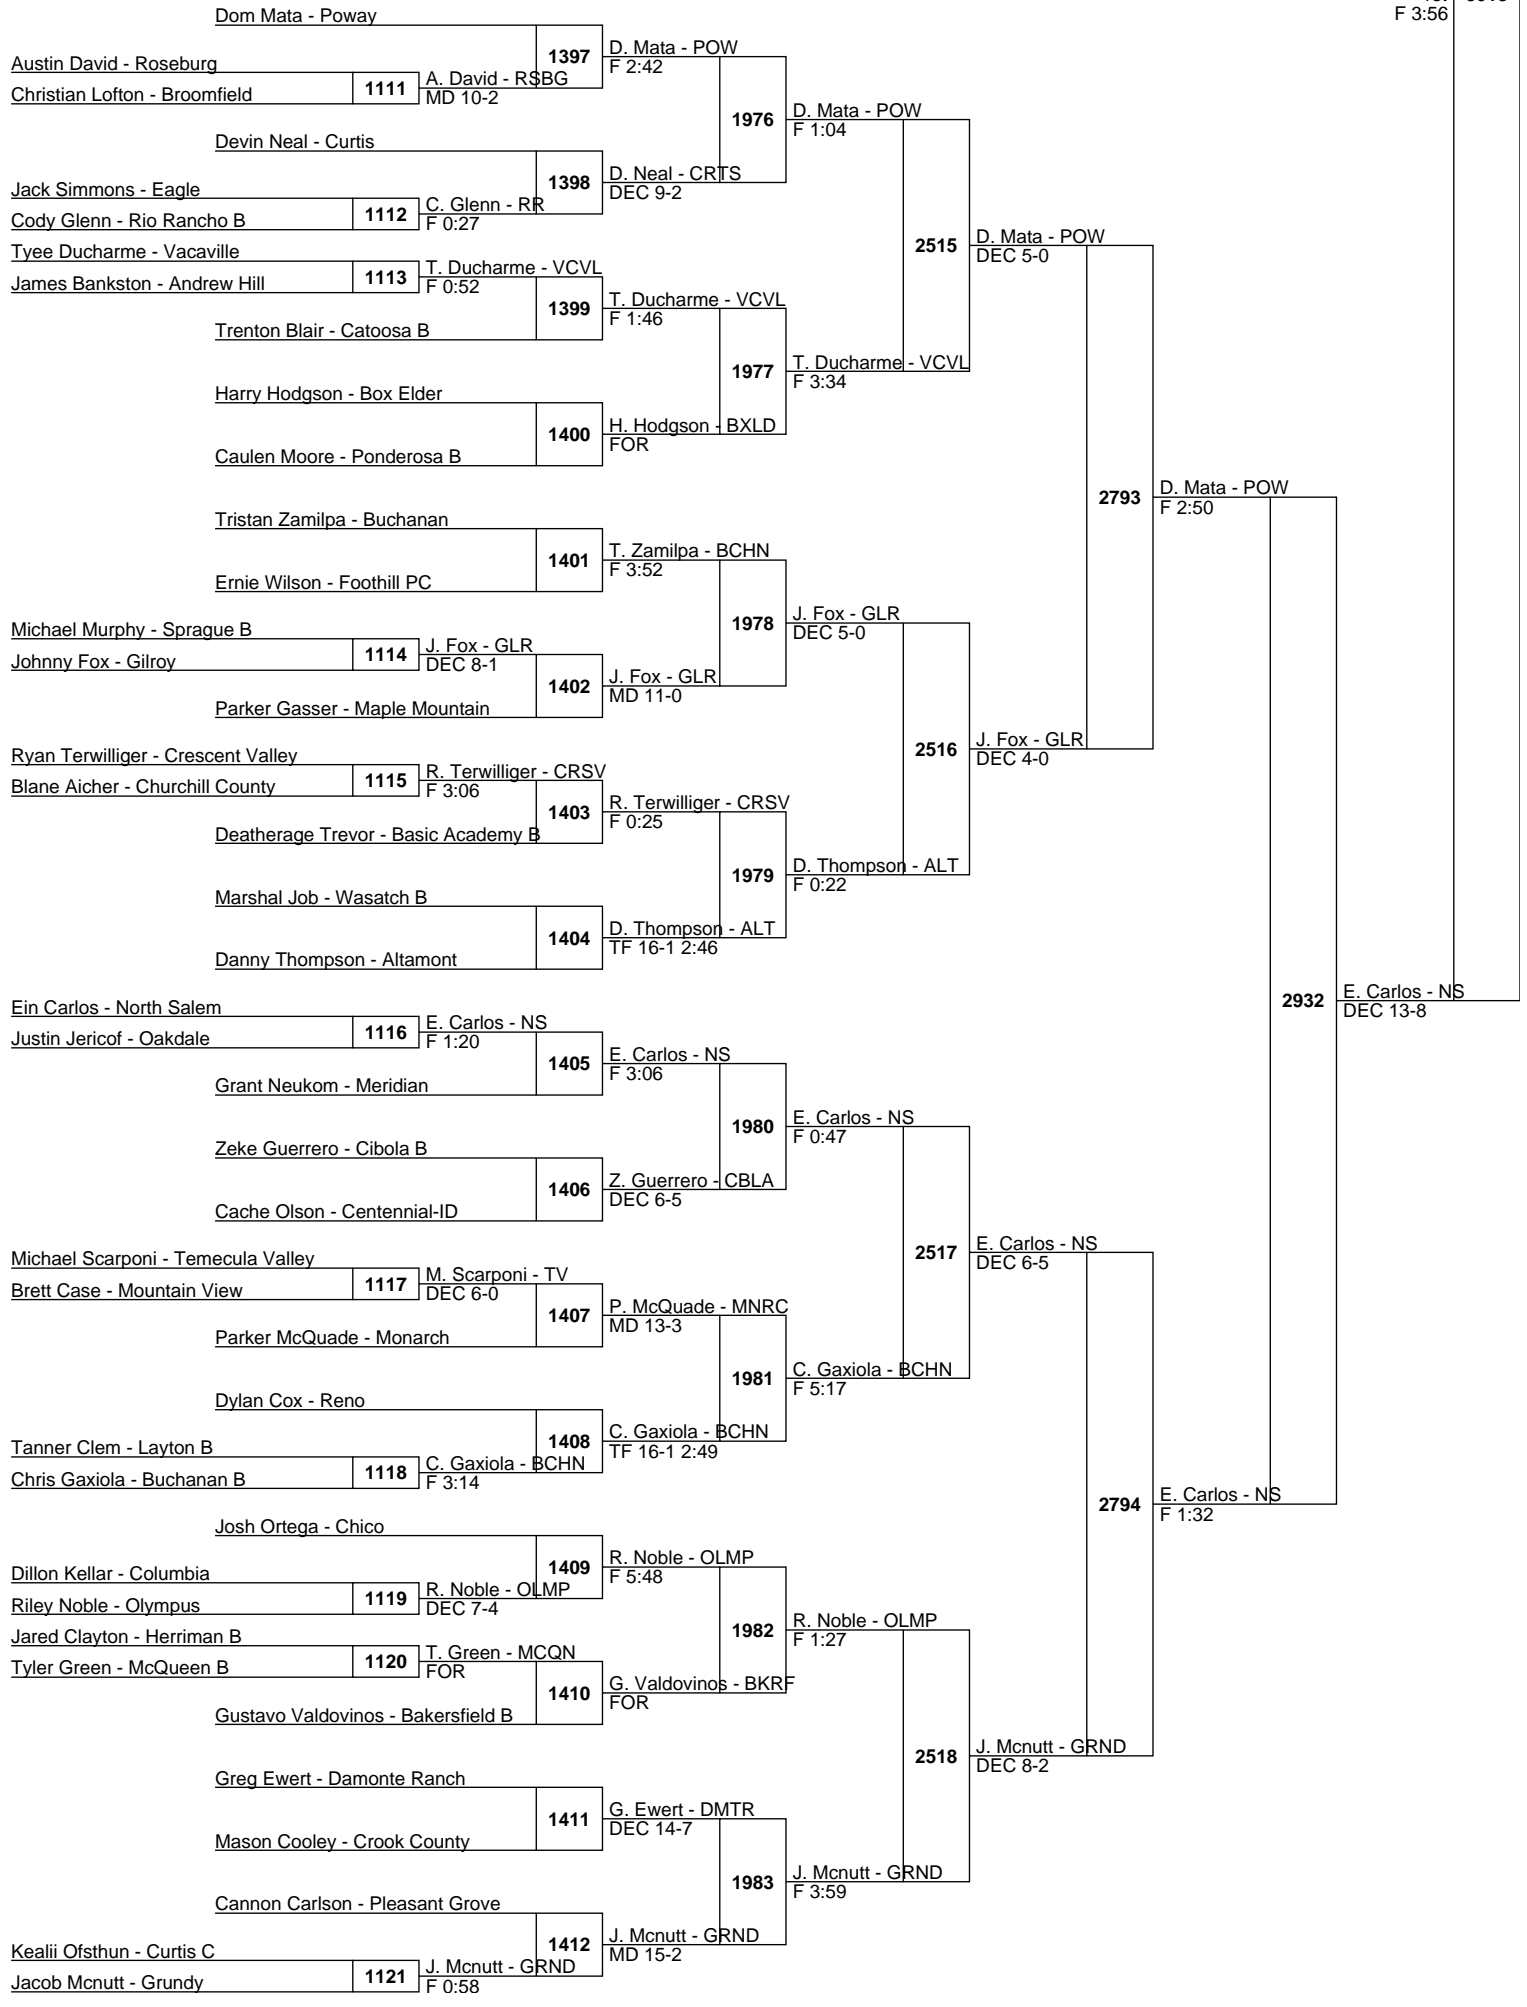 F 3:56
Dom Mata - Poway
1397
D. Mata - POW
F 2:42
Austin David - Roseburg
1111
A. David - RSBG
Christian Lofton - Broomfield
MD 10-2
1976
D. Mata - POW
F 1:04
Devin Neal - Curtis
1398
D. Neal - CRTS
DEC 9-2
Jack Simmons - Eagle
1112
C. Glenn - RR
Cody Glenn - Rio Rancho B
F 0:27
2515
D. Mata - POW
DEC 5-0
Tyee Ducharme - Vacaville
1113
T. Ducharme - VCVL
James Bankston - Andrew Hill
F 0:52
1399
T. Ducharme - VCVL
F 1:46
Trenton Blair - Catoosa B
1977
T. Ducharme - VCVL
F 3:34
Harry Hodgson - Box Elder
1400
H. Hodgson - BXLD
FOR
Caulen Moore - Ponderosa B
2793
D. Mata - POW
F 2:50
Tristan Zamilpa - Buchanan
1401
T. Zamilpa - BCHN
F 3:52
Ernie Wilson - Foothill PC
1978
J. Fox - GLR
DEC 5-0
Michael Murphy - Sprague B
1114
J. Fox - GLR
Johnny Fox - Gilroy
DEC 8-1
1402
J. Fox - GLR
MD 11-0
Parker Gasser - Maple Mountain
2516
J. Fox - GLR
DEC 4-0
Ryan Terwilliger - Crescent Valley
1115
R. Terwilliger - CRSV
Blane Aicher - Churchill County
F 3:06
1403
R. Terwilliger - CRSV
F 0:25
Deatherage Trevor - Basic Academy B
1979
D. Thompson - ALT
F 0:22
Marshal Job - Wasatch B
1404
D. Thompson - ALT
TF 16-1 2:46
Danny Thompson - Altamont
2932
E. Carlos - NS
DEC 13-8
Ein Carlos - North Salem
1116
E. Carlos - NS
Justin Jericof - Oakdale
F 1:20
1405
E. Carlos - NS
F 3:06
Grant Neukom - Meridian
1980
E. Carlos - NS
F 0:47
Zeke Guerrero - Cibola B
1406
Z. Guerrero - CBLA
DEC 6-5
Cache Olson - Centennial-ID
2517
E. Carlos - NS
DEC 6-5
Michael Scarponi - Temecula Valley
1117
M. Scarponi - TV
Brett Case - Mountain View
DEC 6-0
1407
P. McQuade - MNRC
MD 13-3
Parker McQuade - Monarch
1981
C. Gaxiola - BCHN
F 5:17
Dylan Cox - Reno
1408
C. Gaxiola - BCHN
TF 16-1 2:49
Tanner Clem - Layton B
1118
C. Gaxiola - BCHN
Chris Gaxiola - Buchanan B
F 3:14
2794
E. Carlos - NS
F 1:32
Josh Ortega - Chico
1409
R. Noble - OLMP
F 5:48
Dillon Kellar - Columbia
1119
R. Noble - OLMP
Riley Noble - Olympus
DEC 7-4
1982
R. Noble - OLMP
F 1:27
Jared Clayton - Herriman B
1120
T. Green - MCQN
Tyler Green - McQueen B
FOR
1410
G. Valdovinos - BKRF
FOR
Gustavo Valdovinos - Bakersfield B
2518
J. Mcnutt - GRND
DEC 8-2
Greg Ewert - Damonte Ranch
1411
G. Ewert - DMTR
DEC 14-7
Mason Cooley - Crook County
1983
J. Mcnutt - GRND
F 3:59
Cannon Carlson - Pleasant Grove
1412
J. Mcnutt - GRND
MD 15-2
Kealii Ofsthun - Curtis C
1121
J. Mcnutt - GRND
Jacob Mcnutt - Grundy
F 0:58